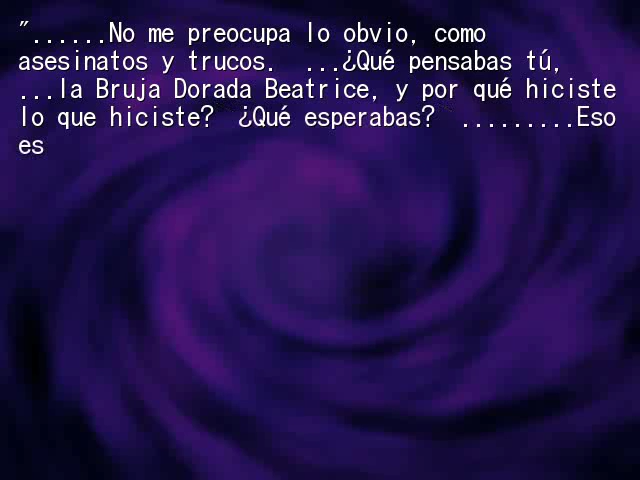 "......No me preocupa lo obvio, como
asesinatos y trucos.  ...¿Qué pensabas tú,
...la Bruja Dorada Beatrice, y por qué hiciste
lo que hiciste?  ¿Qué esperabas?  .........Eso
es